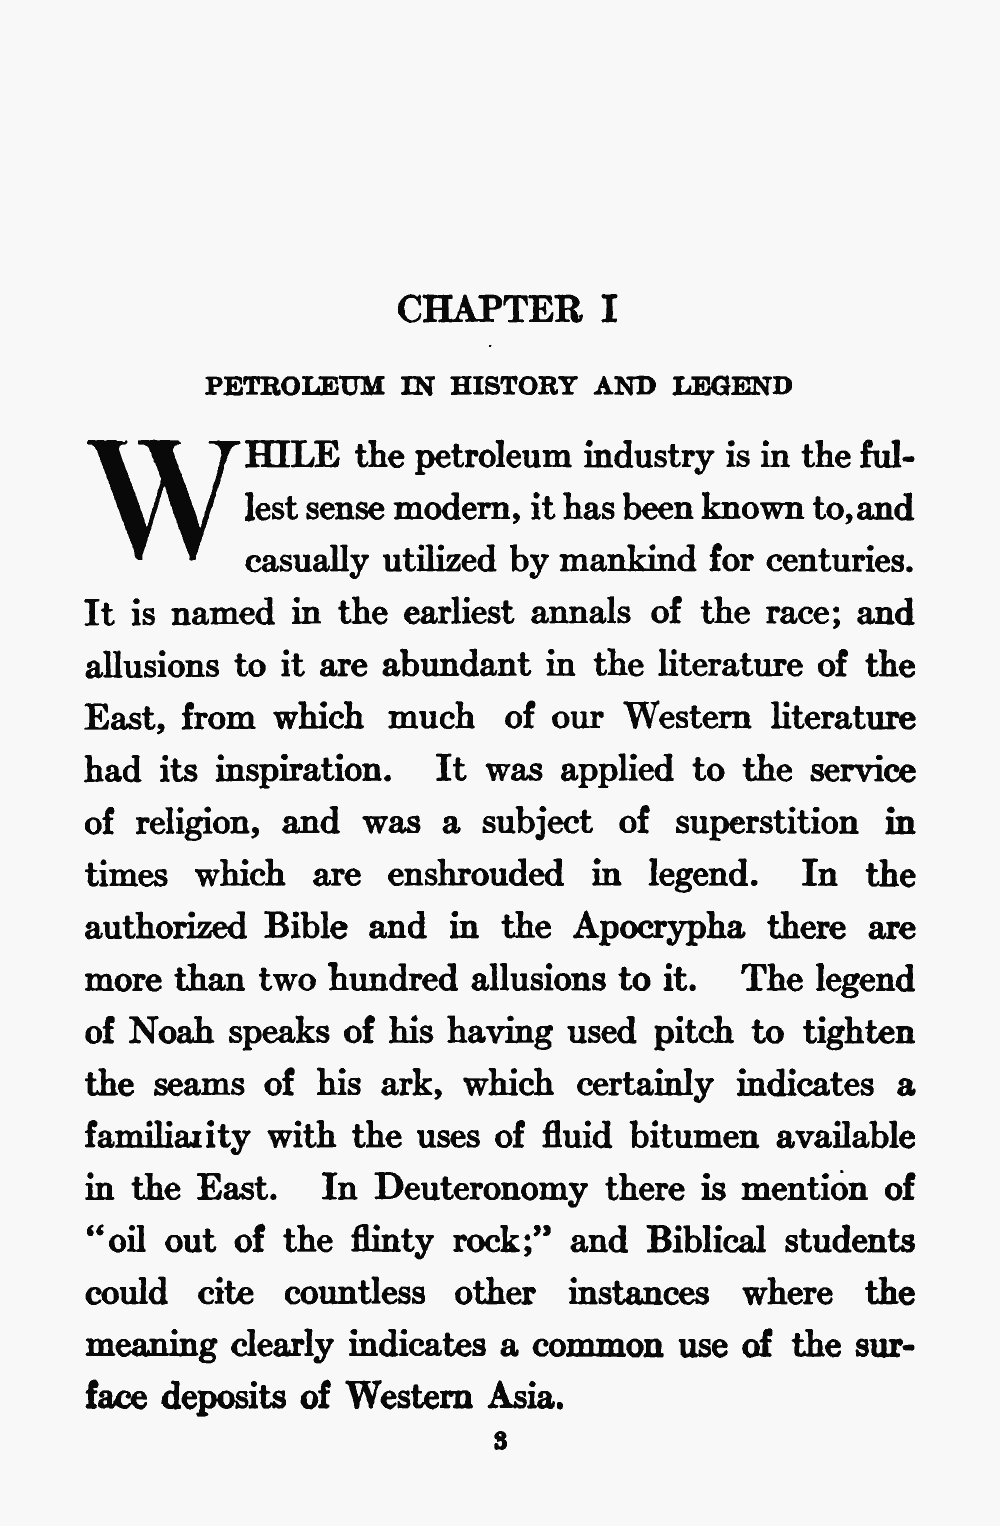 CHAPTER I
PETROLEUM IN HISTORY AND LEGEND
WHILE the petroleum industry is in the ful-
lest sense modern, it has been known to, and
casually utilized by mankind for centuries.
It is named in the earliest annals of the race; and
allusions to it are abundant in the literature of the
East, from which much of our Western literature
had its inspiration. It was applied to the service
of religion, and was a subject of superstition in
times which are enshrouded in legend. In the
authorized Bible and in the Apocrypha there are
more than two hundred allusions to it. The legend
of Noah speaks of his having used pitch to tighten
the seams of his ark, which certainly indicates a
familiarity with the uses of fluid bitumen available
in the East. In Deuteronomy there is mention of
“oil out of the flinty rock;” and Biblical students
could cite countless other instances where the
meaning clearly indicates a common use of the sur-
face deposits of Western Asia.
3